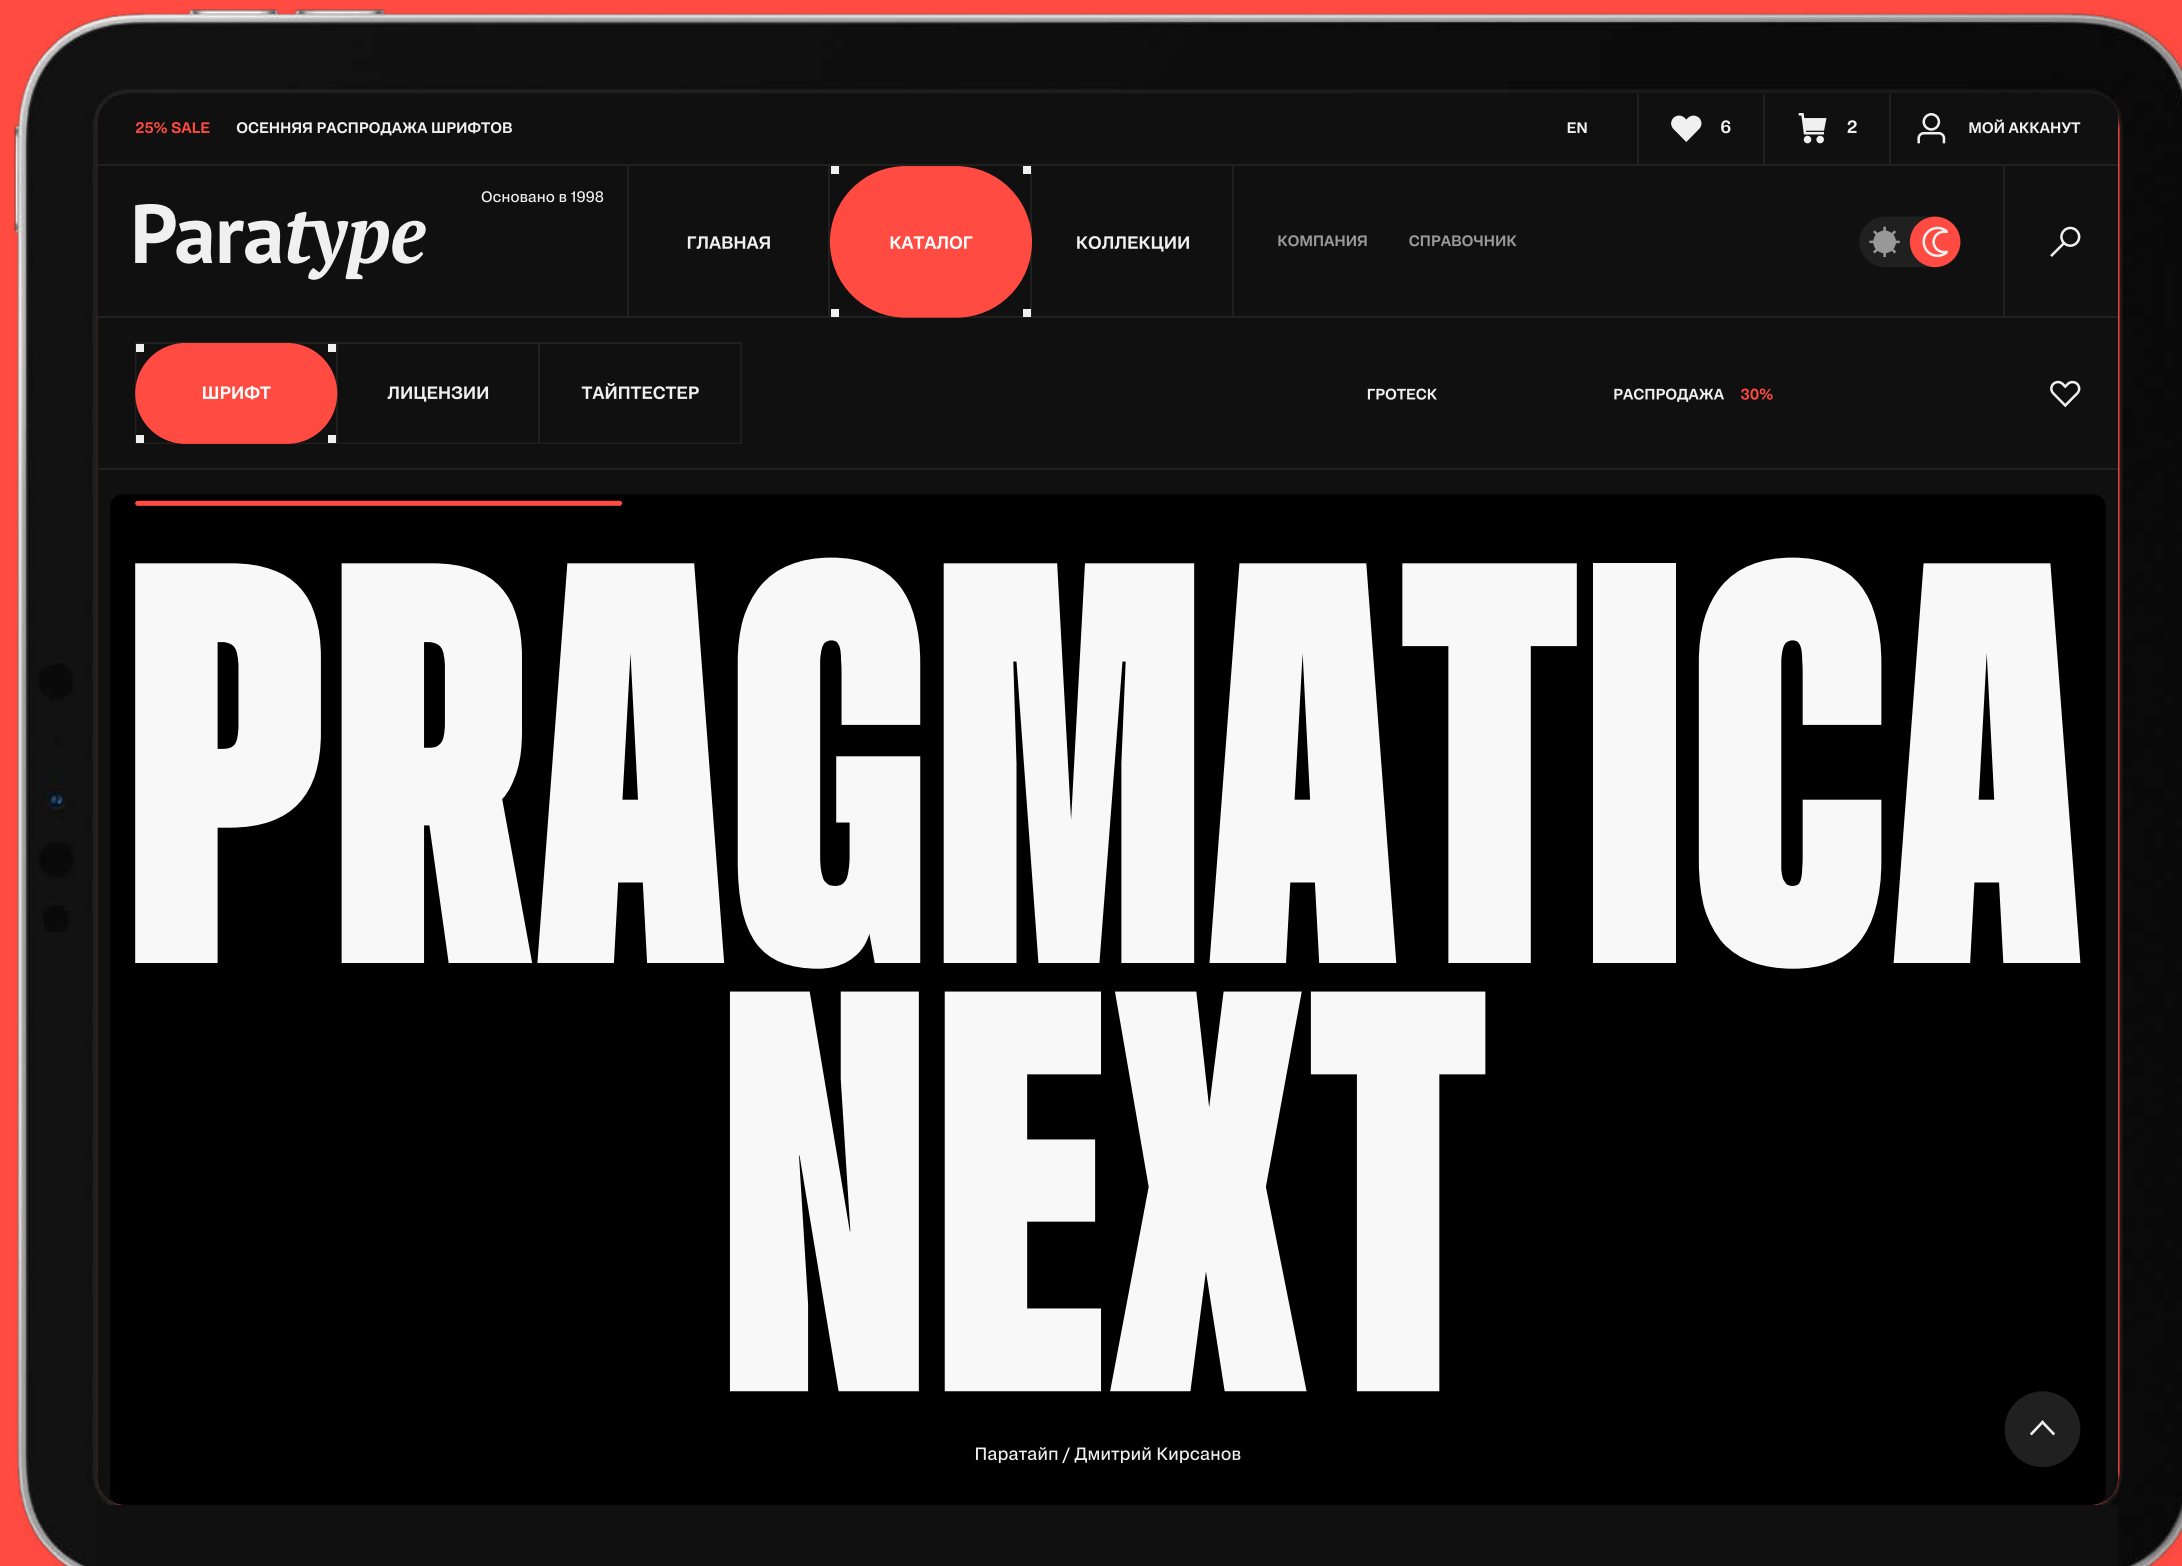 25% SALE ОСЕННЯЯ РАСПРОДАЖА ШРИФТОВ EN 6 2 МОЙ АККАНУТ
Paratype Основано в 1998 ГЛАВНАЯ КАТАЛОГ КОЛЛЕКЦИИ КОМПАНИЯ СПРАВОЧНИК
ШРИФТ ЛИЦЕНЗИИ ТАЙПТЕСТЕР ГРОТЕСК РАСПРОДАЖА 30%
PRAGMATICA
NEXT
Паратайп / Дмитрий Кирсанов